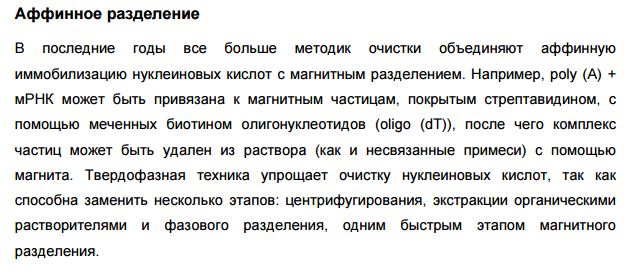 Аффинное разделение
В последние годы все больше методик очистки объединяют аффинную
иммобилизацию нуклеиновых кислот с магнитным разделением. Например, poly (A) +
мРНК может быть привязана к магнитным частицам, покрытым стрептавидином, с
помощью меченных биотином олигонуклеотидов (oligo (dT)), после чего комплекс
частиц может быть удален из раствора (как и несвязанные примеси) с помощью
магнита. Твердофазная техника упрощает очистку нуклеиновых кислот, так как
способна заменить несколько этапов: центрифугирования, экстракции органическими
растворителями и фазового разделения, одним быстрым этапом магнитного
разделения.